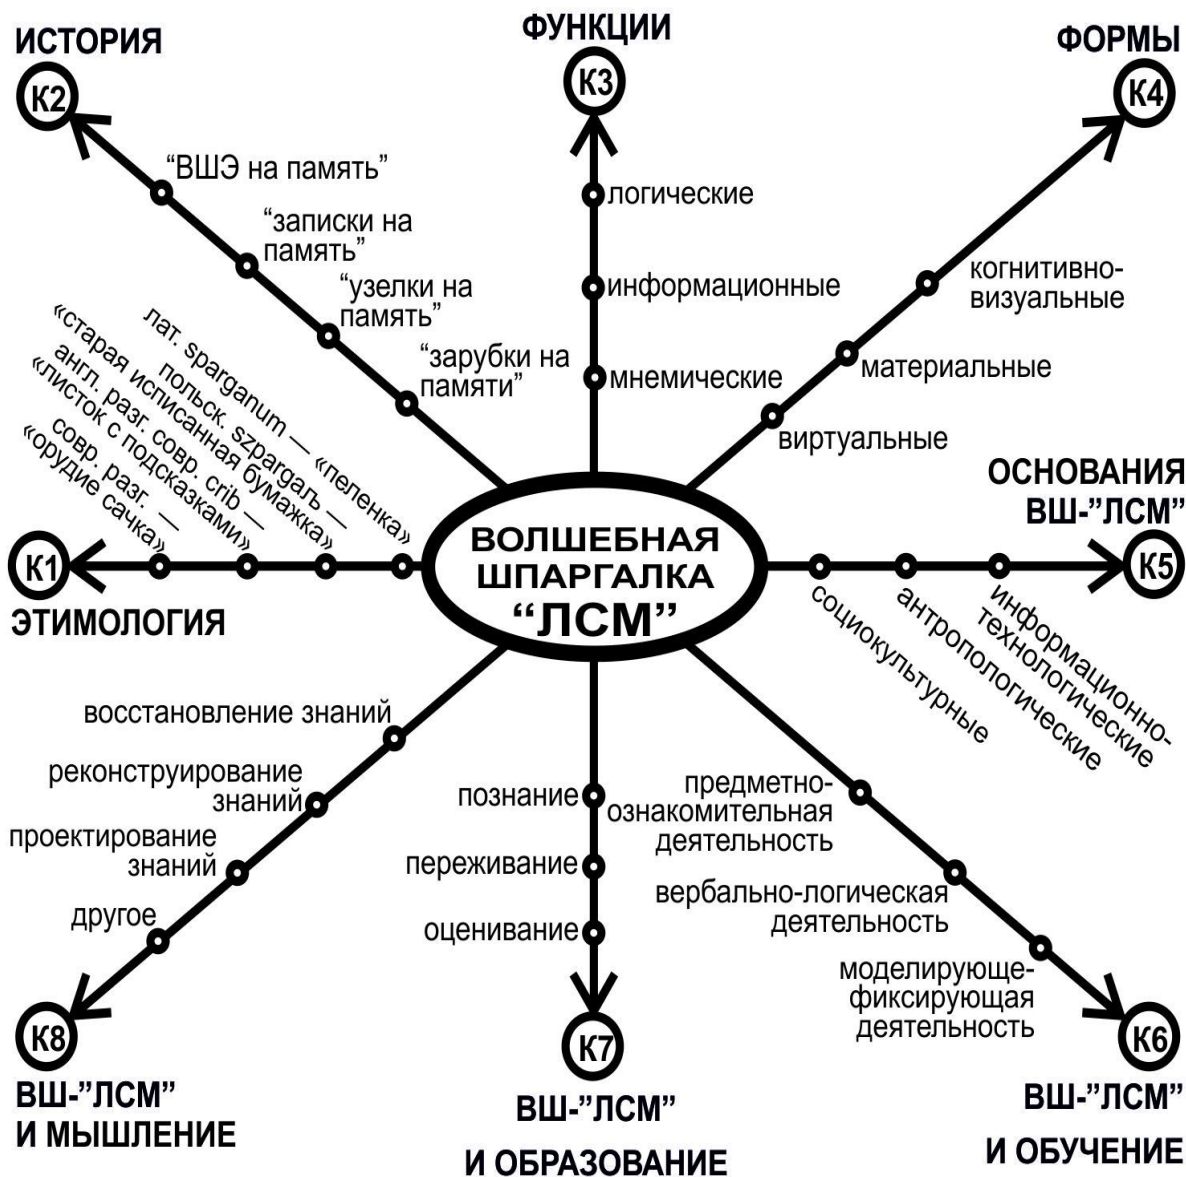 ИСТОРИЯ
К2
“ВШЭ на память”
“записки на
память”
“узелки на
память”
“зарубки на
памяти”
ФУНКЦИИ
К3
логические
информационные
мнемические
ФОРМЫ
К4
когнитивно-
визуальные
материальные
виртуальные
лат. sparganum — «пеленка»
польск. szpargaљ —
«старая исписанная бумажка»
англ. разг. совр. crib —
«листок с подсказками»
совр. разг. —
«орудие сачка»
К1
ЭТИМОЛОГИЯ
ВОЛШЕБНАЯ
ШПАРГАЛКА
“ЛСМ”
ОСНОВАНИЯ
ВШ-”ЛСМ”
К5
социокультурные
антропологические
информационно-
технологические
восстановление знаний
реконструирование
знаний
проектирование
знаний
другое
К8
ВШ-”ЛСМ”
И МЫШЛЕНИЕ
познание
переживание
оценивание
К7
ВШ-”ЛСМ”
И ОБРАЗОВАНИЕ
предметно-
ознакомительная
деятельность
вербально-логическая
деятельность
моделирующе-
фиксирующая
деятельность
К6
ВШ-”ЛСМ”
И ОБУЧЕНИЕ